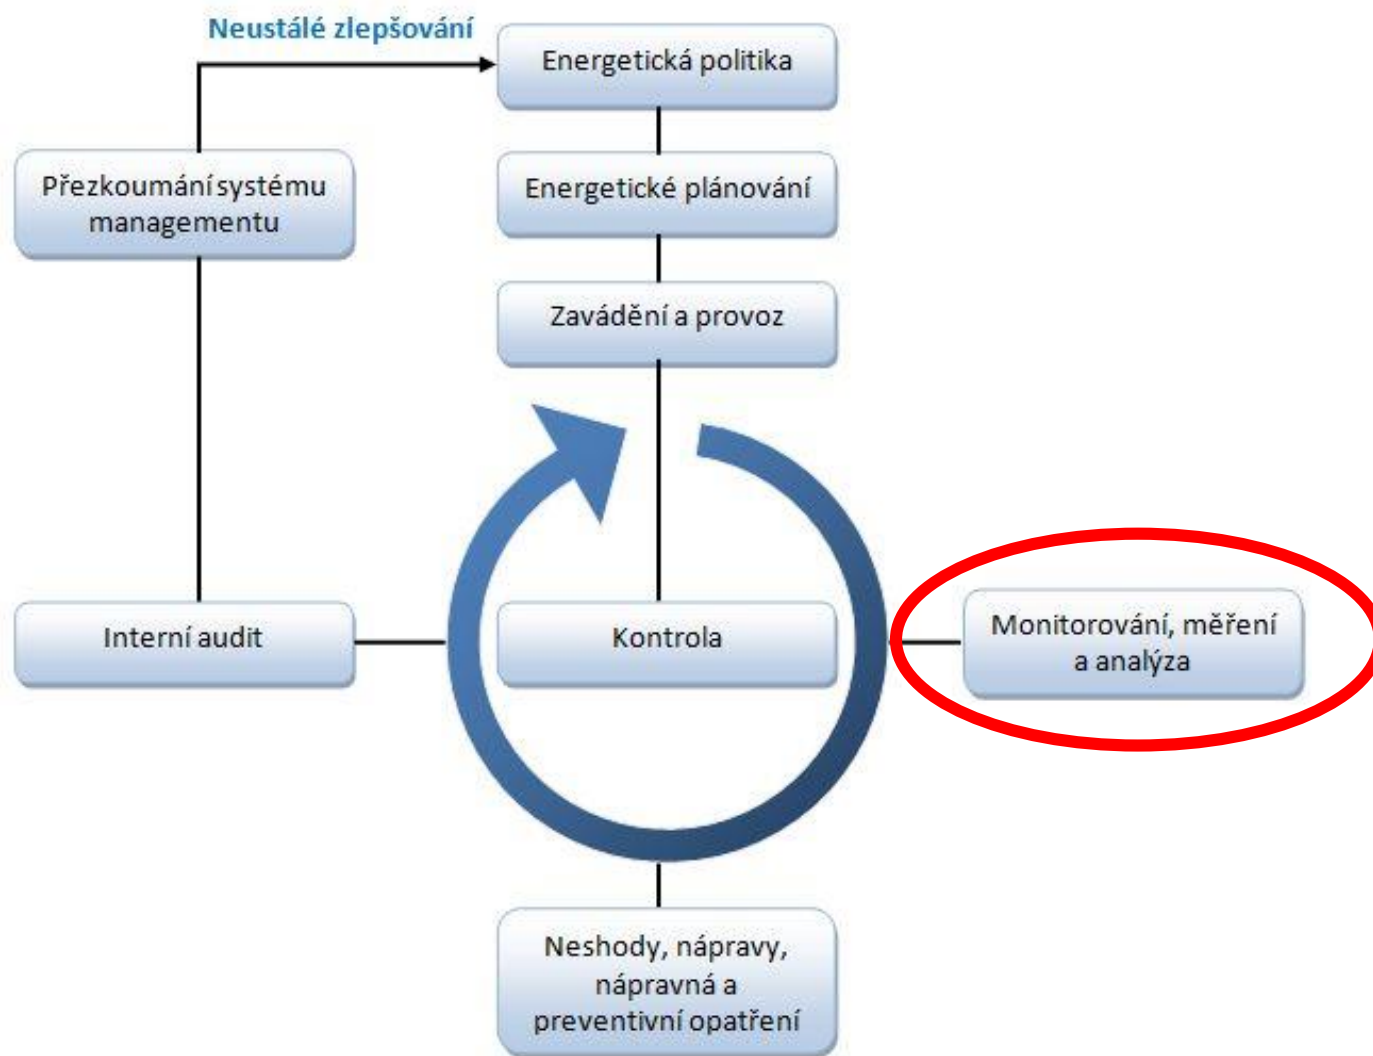 Neustálé zlepšování
Energetická politika
Přezkoumání systému
managementu
Energetické plánování
Zavádění a provoz
Interní audit
Kontrola
Monitorování, měření
a analýza
Neshody, nápravy,
nápravná a
preventivní opatření